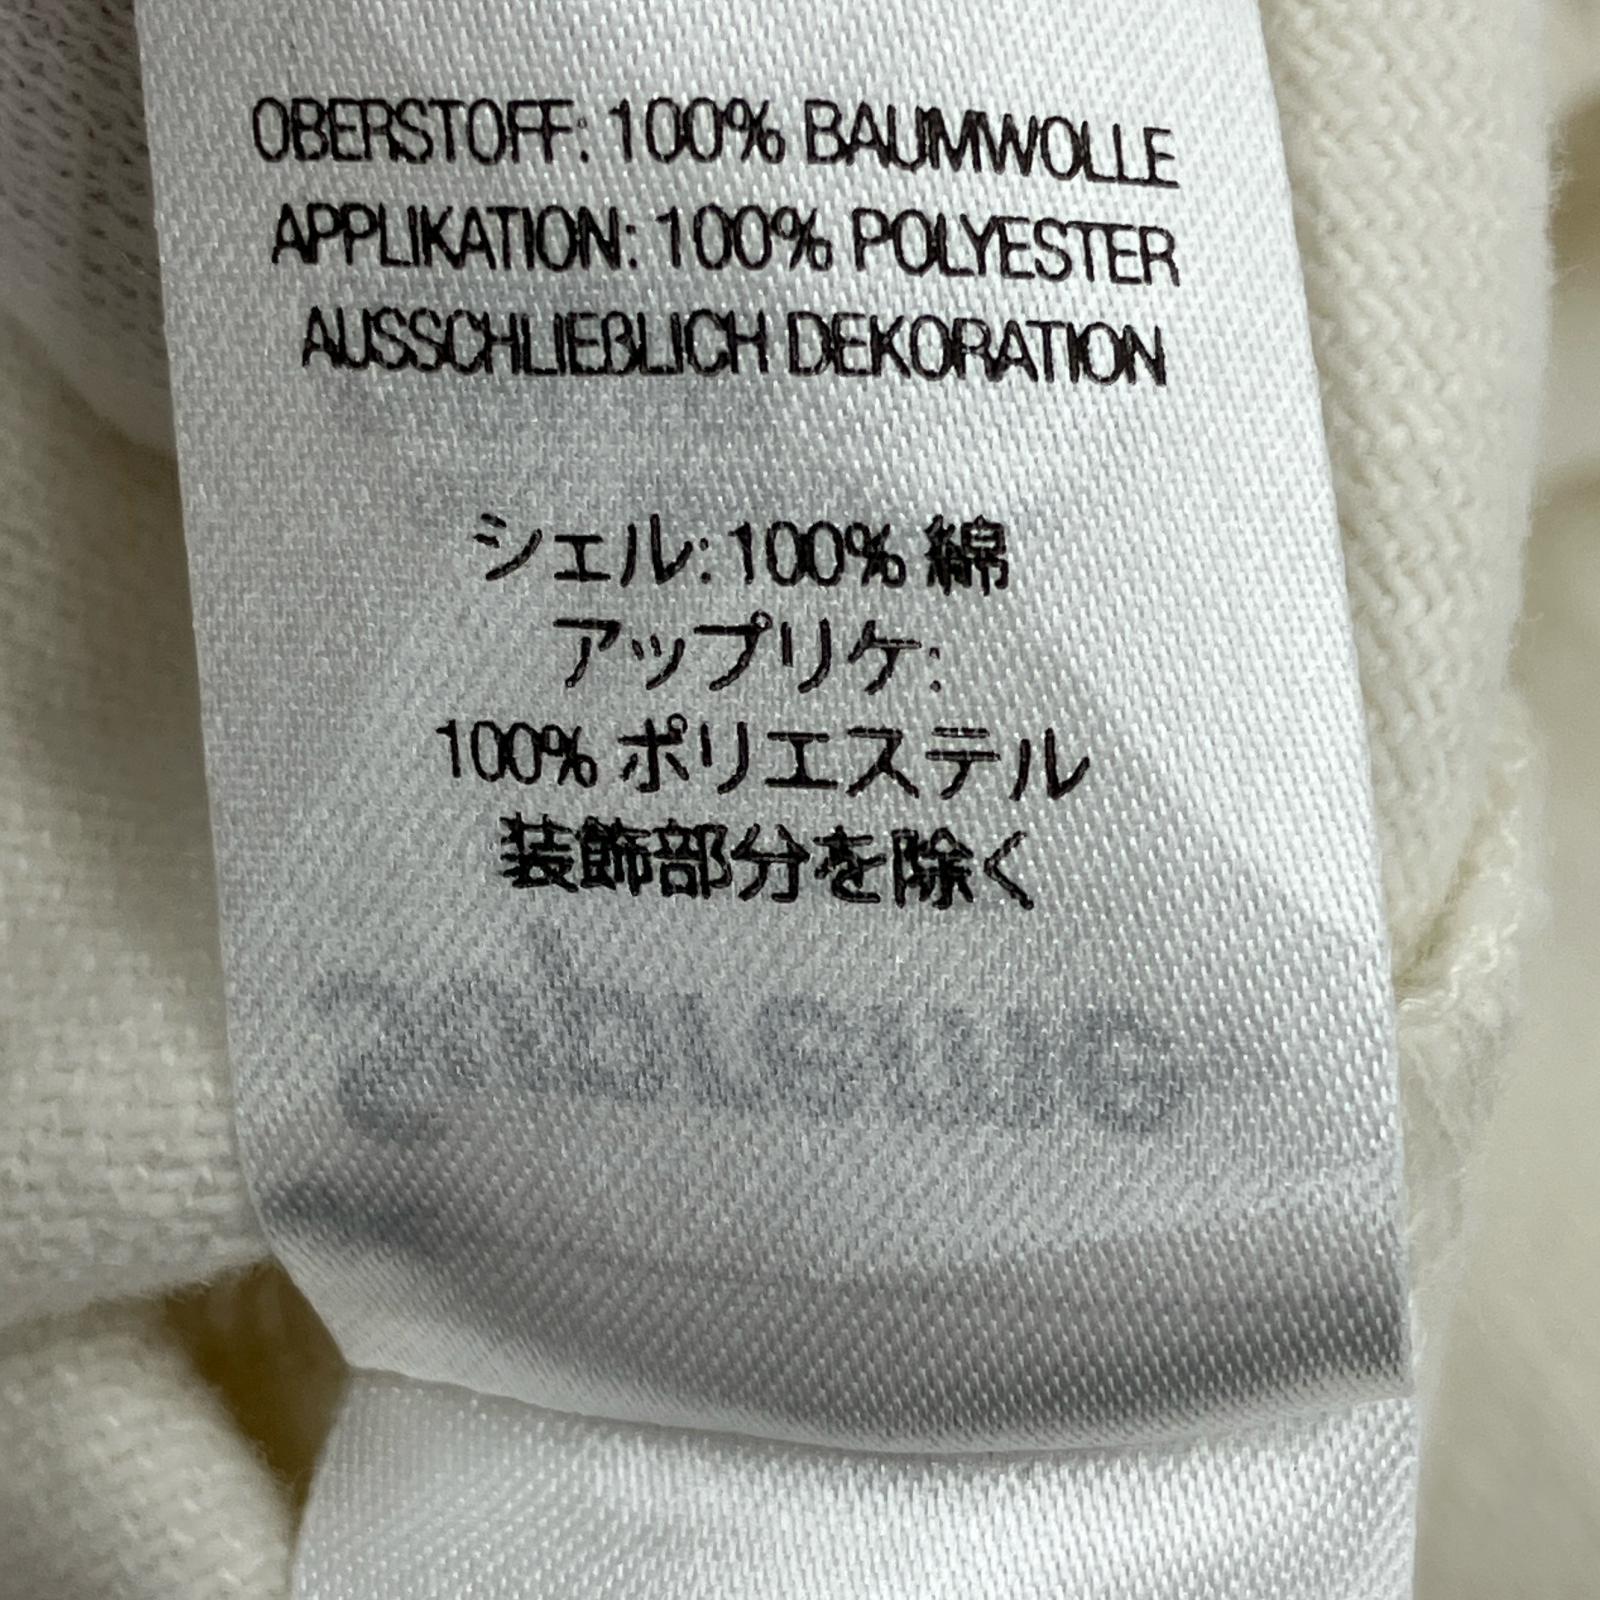 OBERSTOFF: 100% BAUMWOLLE
APPLIKATION: 100% POLYESTER
AUSSCHLIEßLICH DEKORATION
シェル: 100% 綿
アップリケ:
100% ポリエステル
装飾部分を除く